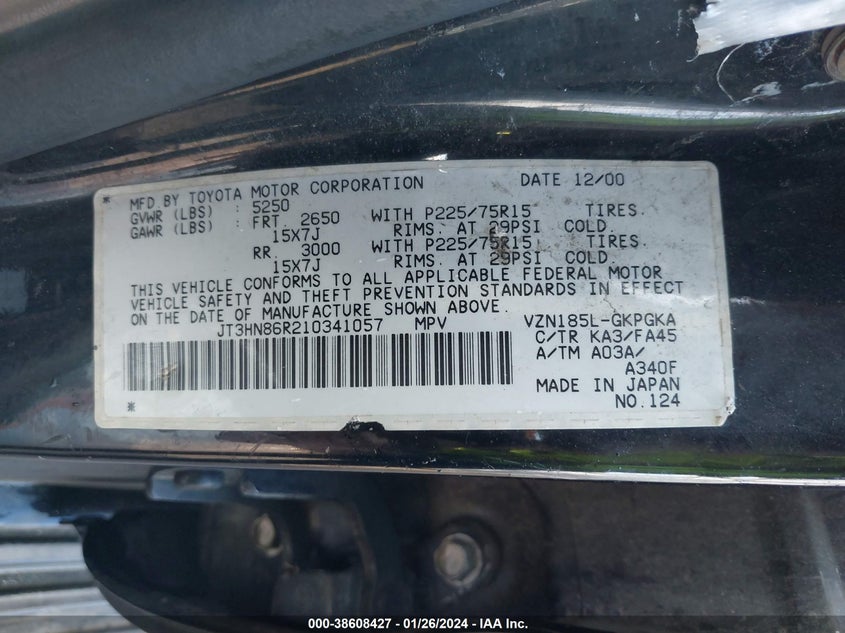 * MFD.BY TOYOTA MOTOR CORPORATION DATE 12/00
GVWR (LBS) : 5250
GAWR (LBS) : FRT 2650 WITH P225/75R15 TIRES.
15X7J RIMS. AT 29PSI COLD.
RR 3000 WITH P225/75R15 TIRES.
15X7J RIMS. AT 29PSI COLD.
THIS VEHICLE CONFORMS TO ALL APPLICABLE FEDERAL MOTOR
VEHICLE SAFETY AND THEFT PREVENTION STANDARDS IN EFFECT
ON THE DATE OF MANUFACTURE SHOWN ABOVE.
JT3HN86R210341057 MPV VZN185L-GKPGKA
C/TR KA3/FA45
A/TM A03A/
A340F
MADE IN JAPAN
* NO.124
000-38608427 - 01/26/2024 - IAA Inc.